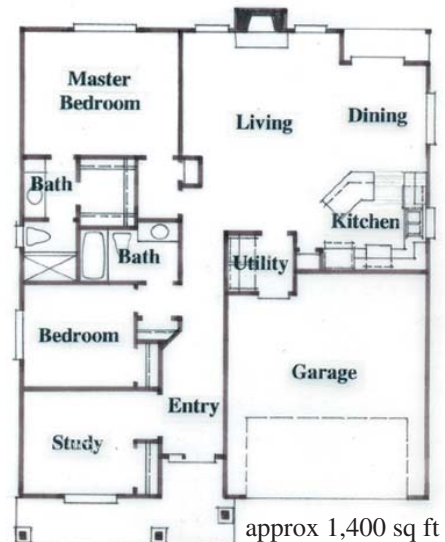 Master
Bedroom
Living
Dining
Bath
Kitchen
Bath
Utility
Bedroom
Garage
Entry
Study
approx 1,400 sq ft